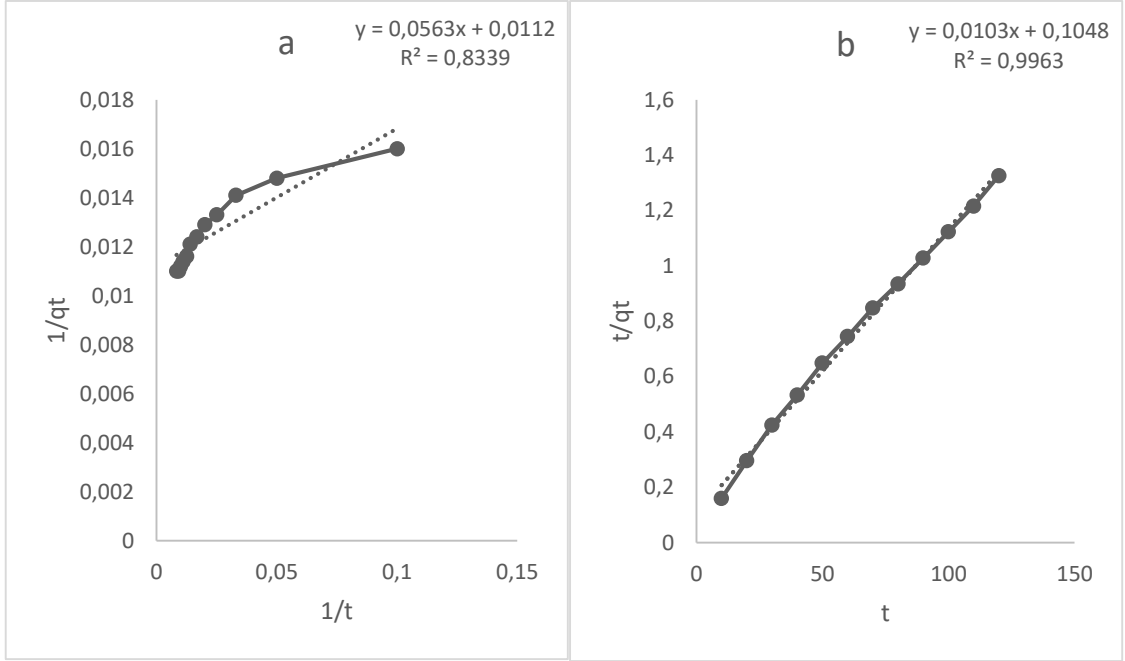 a
y = 0,0563x + 0,0112
R² = 0,8339
0,018
0,016
0,014
0,012
0,01
0,008
0,006
0,004
0,002
0
0 0,05 0,1 0,15
1/qt
1/t
b
y = 0,0103x + 0,1048
R² = 0,9963
1,6
1,4
1,2
1
0,8
0,6
0,4
0,2
0
0 50 100 150
t/qt
t